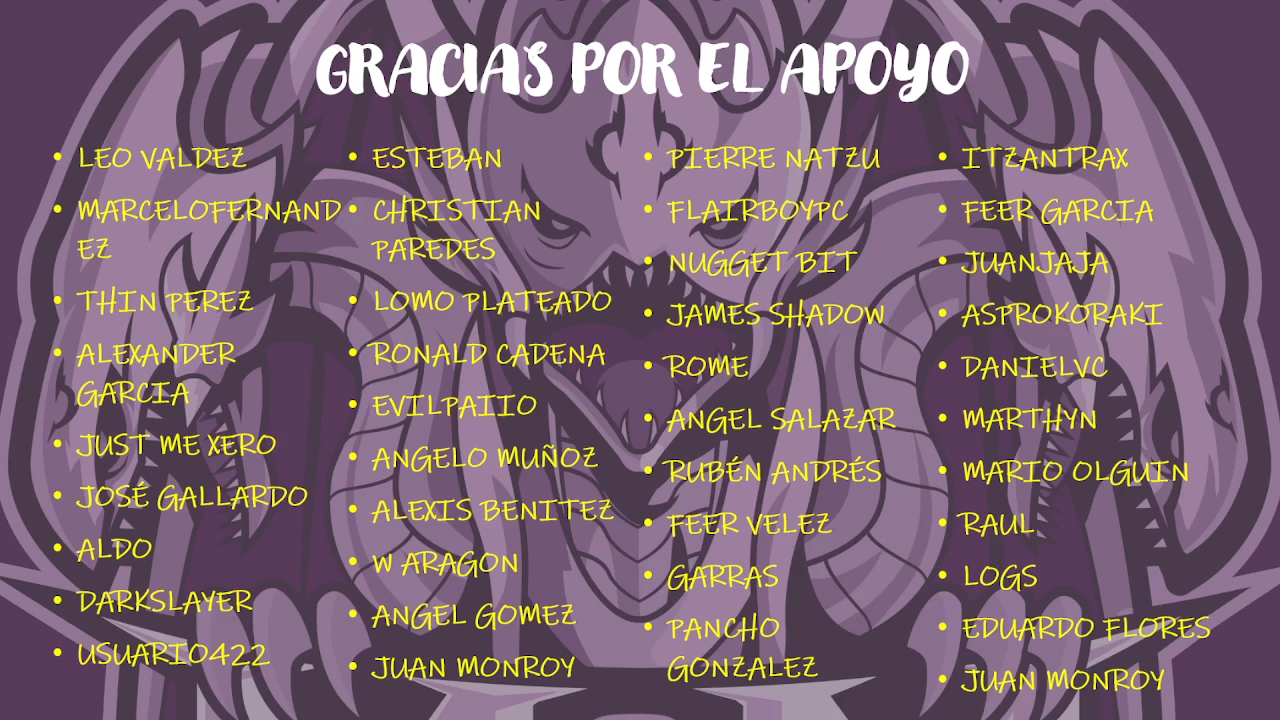 GRACIAS POR EL APOYO
• LEO VALDEZ
• MARCELOFERNAND
EZ
• THIN PEREZ
• ALEXANDER
GARCIA
• JUST ME XERO
• JOSÉ GALLARDO
• ALDO
• DARKSLAYER
• USUARIO422
• ESTEBAN
• CHRISTIAN
PAREDES
• LOMO PLATEADO
• RONALD CADENA
• EVILPAIIO
• ANGELO MUÑOZ
• ALEXIS BENITEZ
• W ARAGON
• ANGEL GOMEZ
• JUAN MONROY
• PIERRE NATZU
• FLAIRBOYPC
• NUGGET BIT
• JAMES SHADOW
• ROME
• ANGEL SALAZAR
• RUBÉN ANDRÉS
• FEER VELEZ
• GARRAS
• PANCHO
GONZALEZ
• ITZANTRAX
• FEER GARCIA
• JUANJAJA
• ASPROKORAKI
• DANIELVC
• MARTHYN
• MARIO OLGUIN
• RAUL
• LOGS
• EDUARDO FLORES
• JUAN MONROY